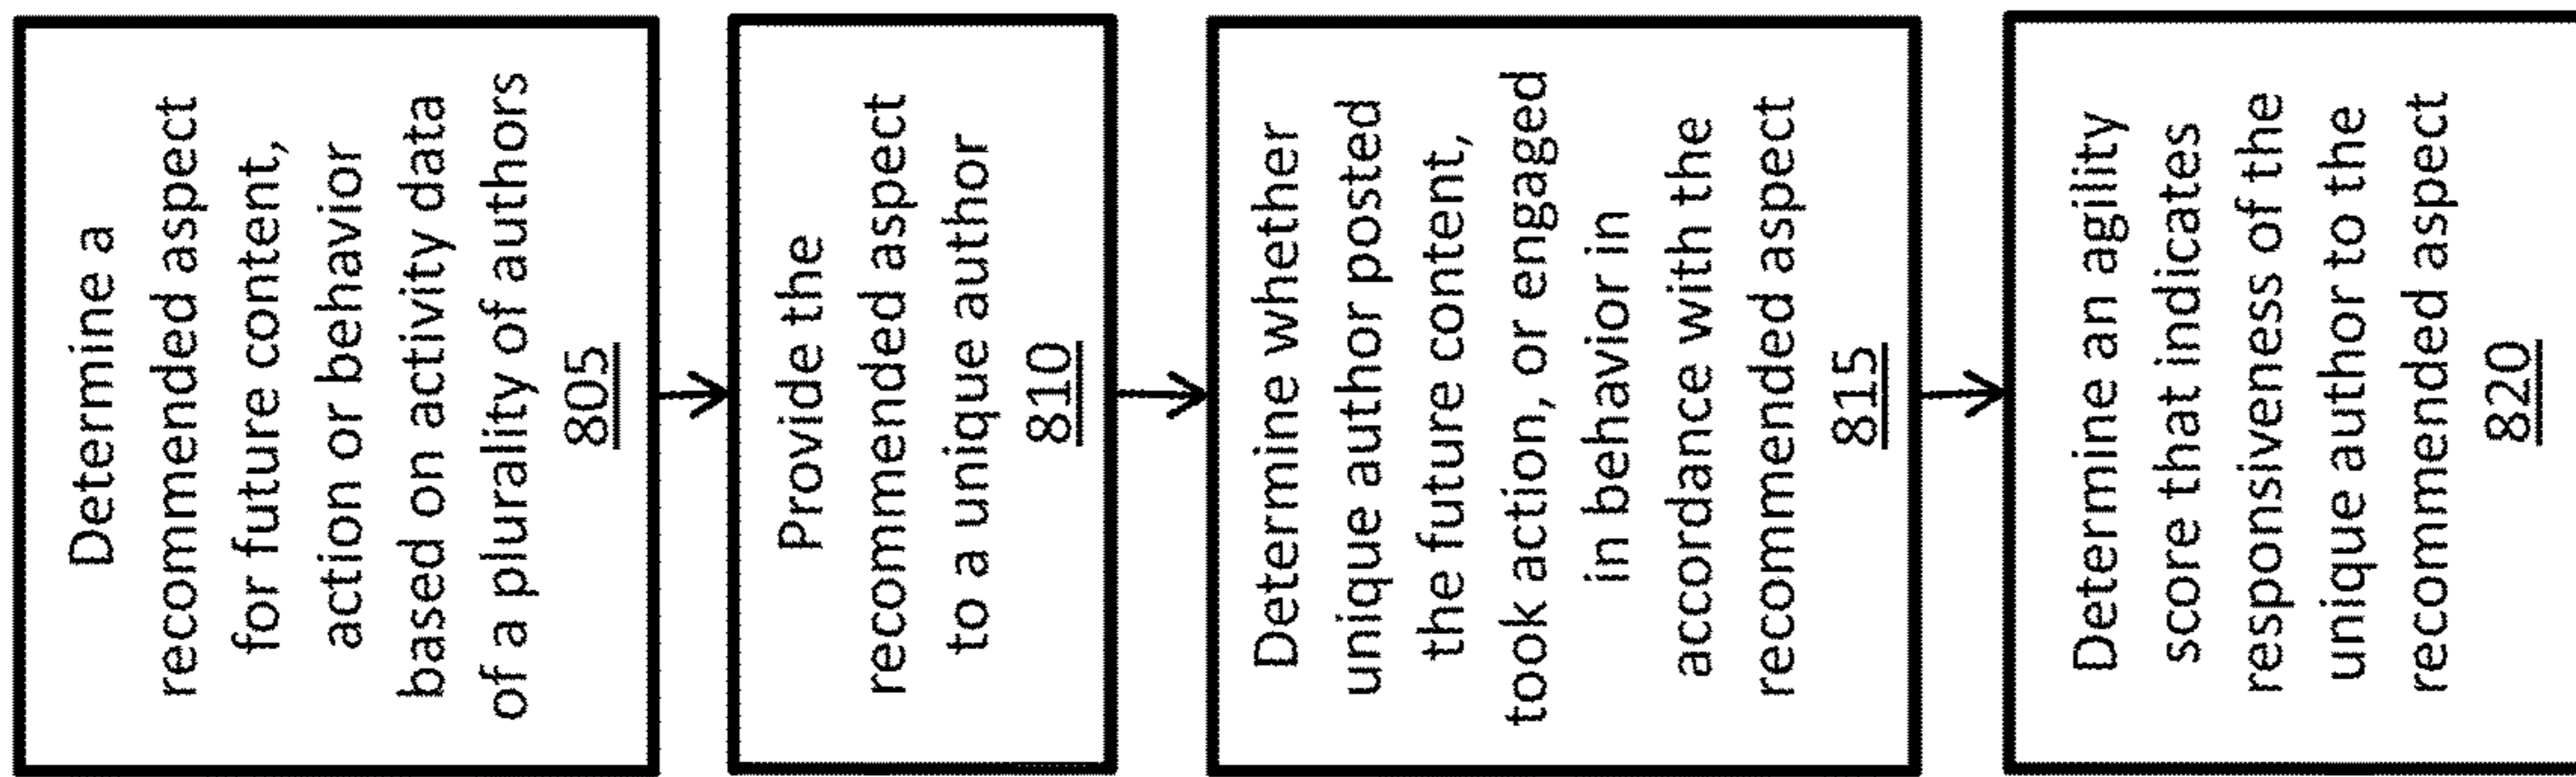 Determine a
recommended aspect
for future content,
action or behavior
based on activity data
of a plurality of authors
805
Provide the
recommended aspect
to a unique author
810
Determine whether
unique author posted
the future content,
took action, or engaged
in behavior in
accordance with the
recommended aspect
815
Determine an agility
score that indicates
responsiveness of the
unique author to the
recommended aspect
820